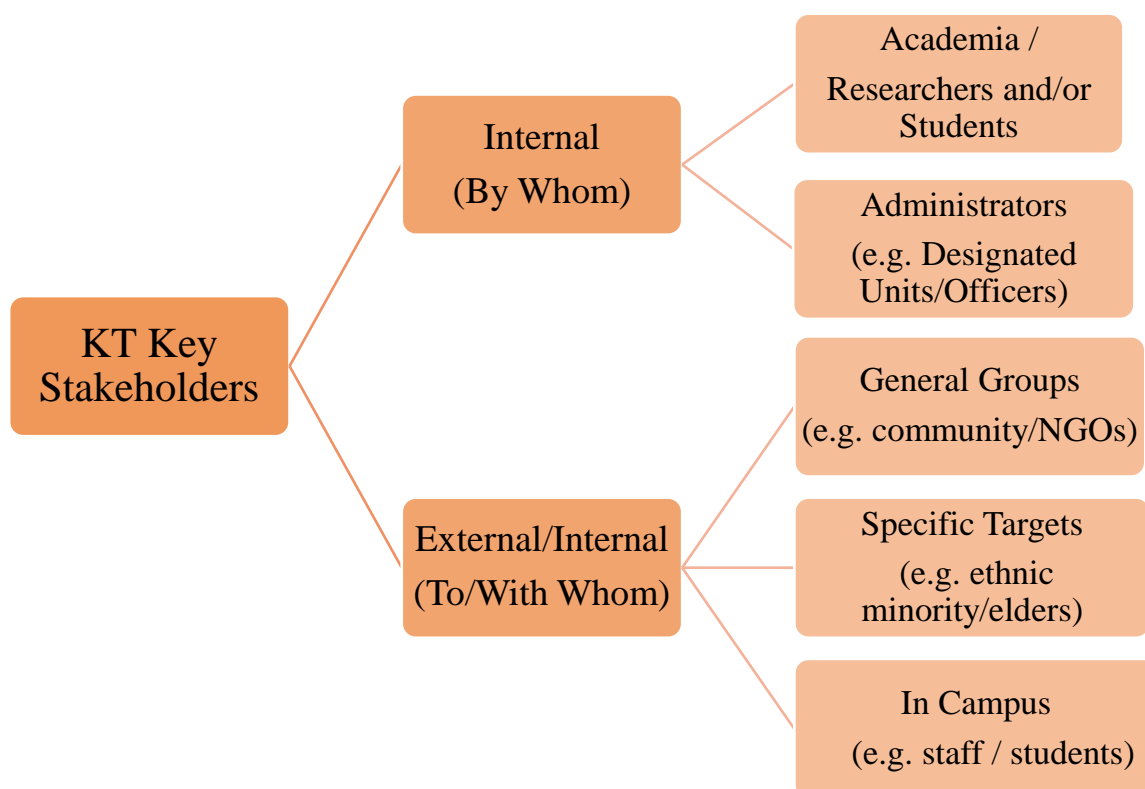 KT Key
Stakeholders
Internal
(By Whom)
Academia /
Researchers and/or
Students
Administrators
(e.g. Designated
Units/Officers)
External/Internal
(To/With Whom)
General Groups
(e.g. community/NGOs)
Specific Targets
(e.g. ethnic
minority/elders)
In Campus
(e.g. staff / students)